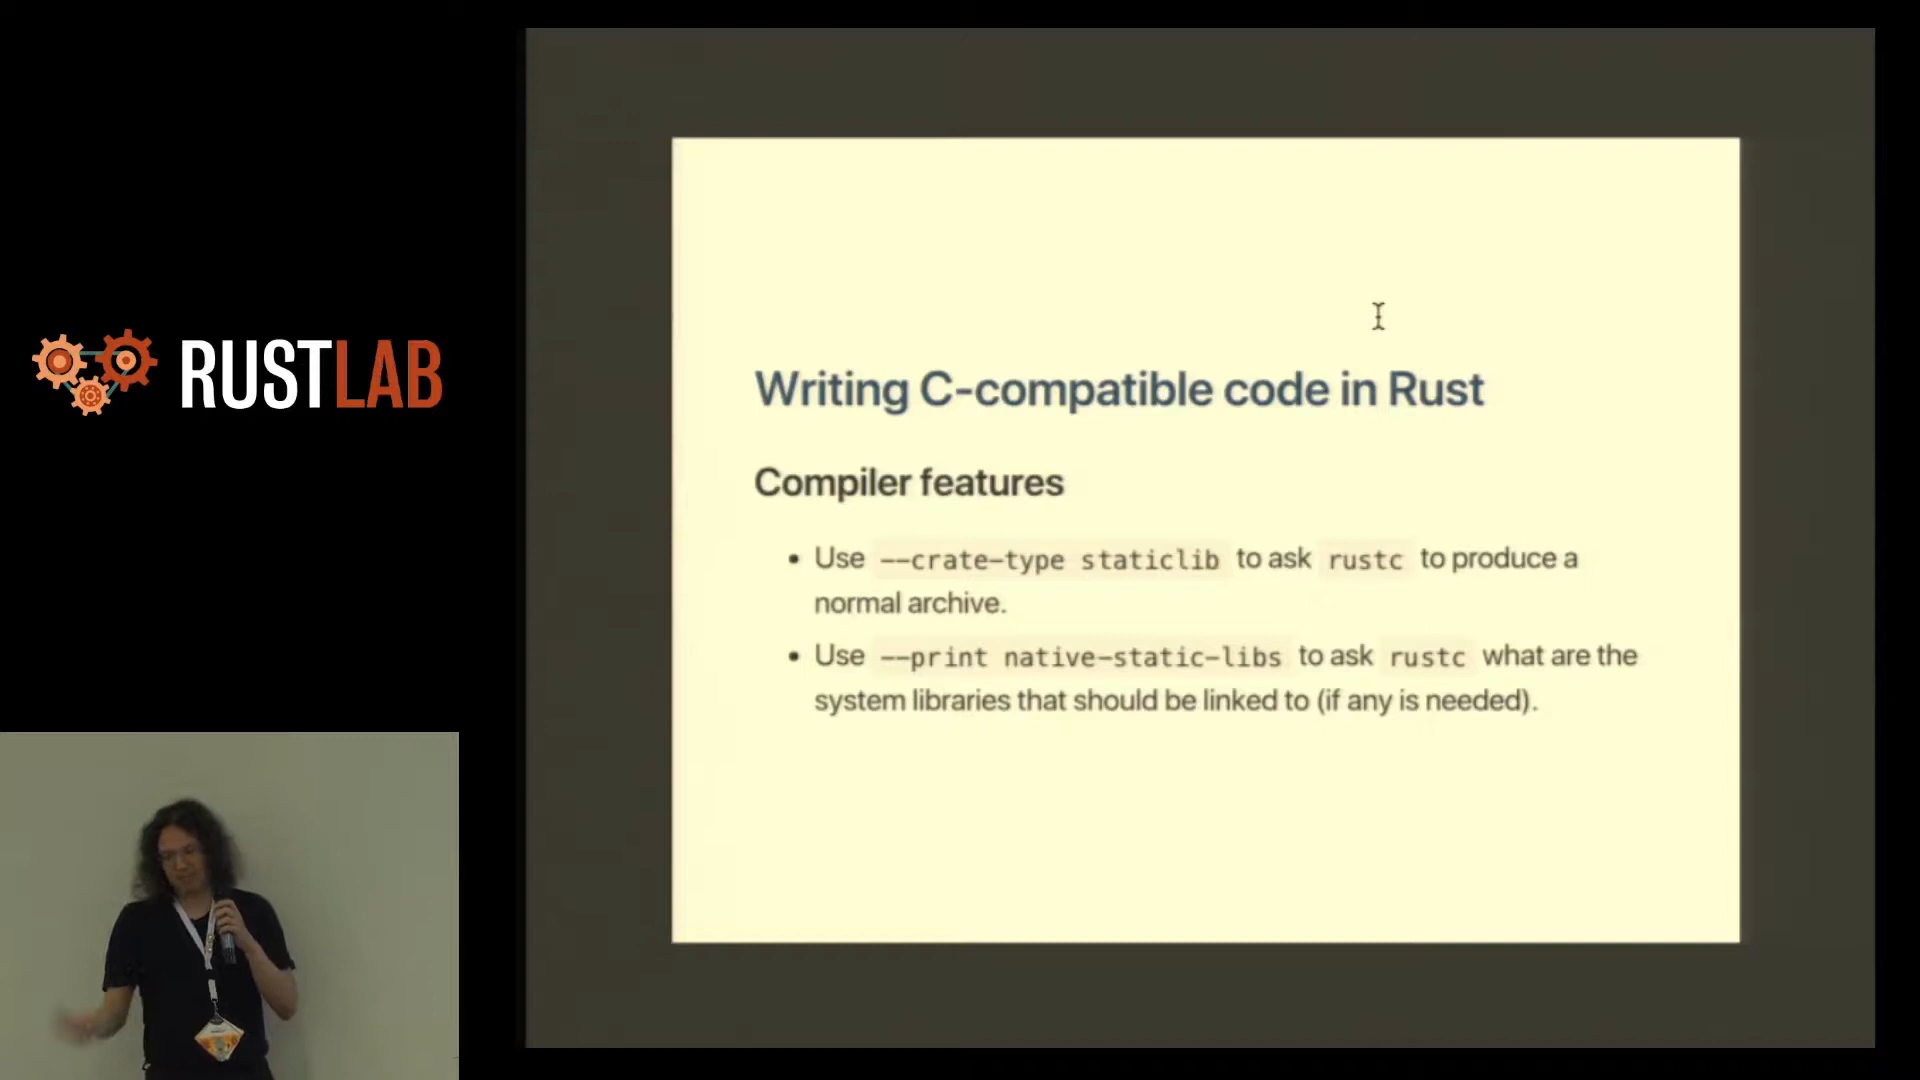 RUSTLAB
Writing C-compatible code in Rust
Compiler features
• Use --crate-type staticlib to ask rustc to produce a
normal archive.
• Use --print native-static-libs to ask rustc what are the
system libraries that should be linked to (if any is needed).